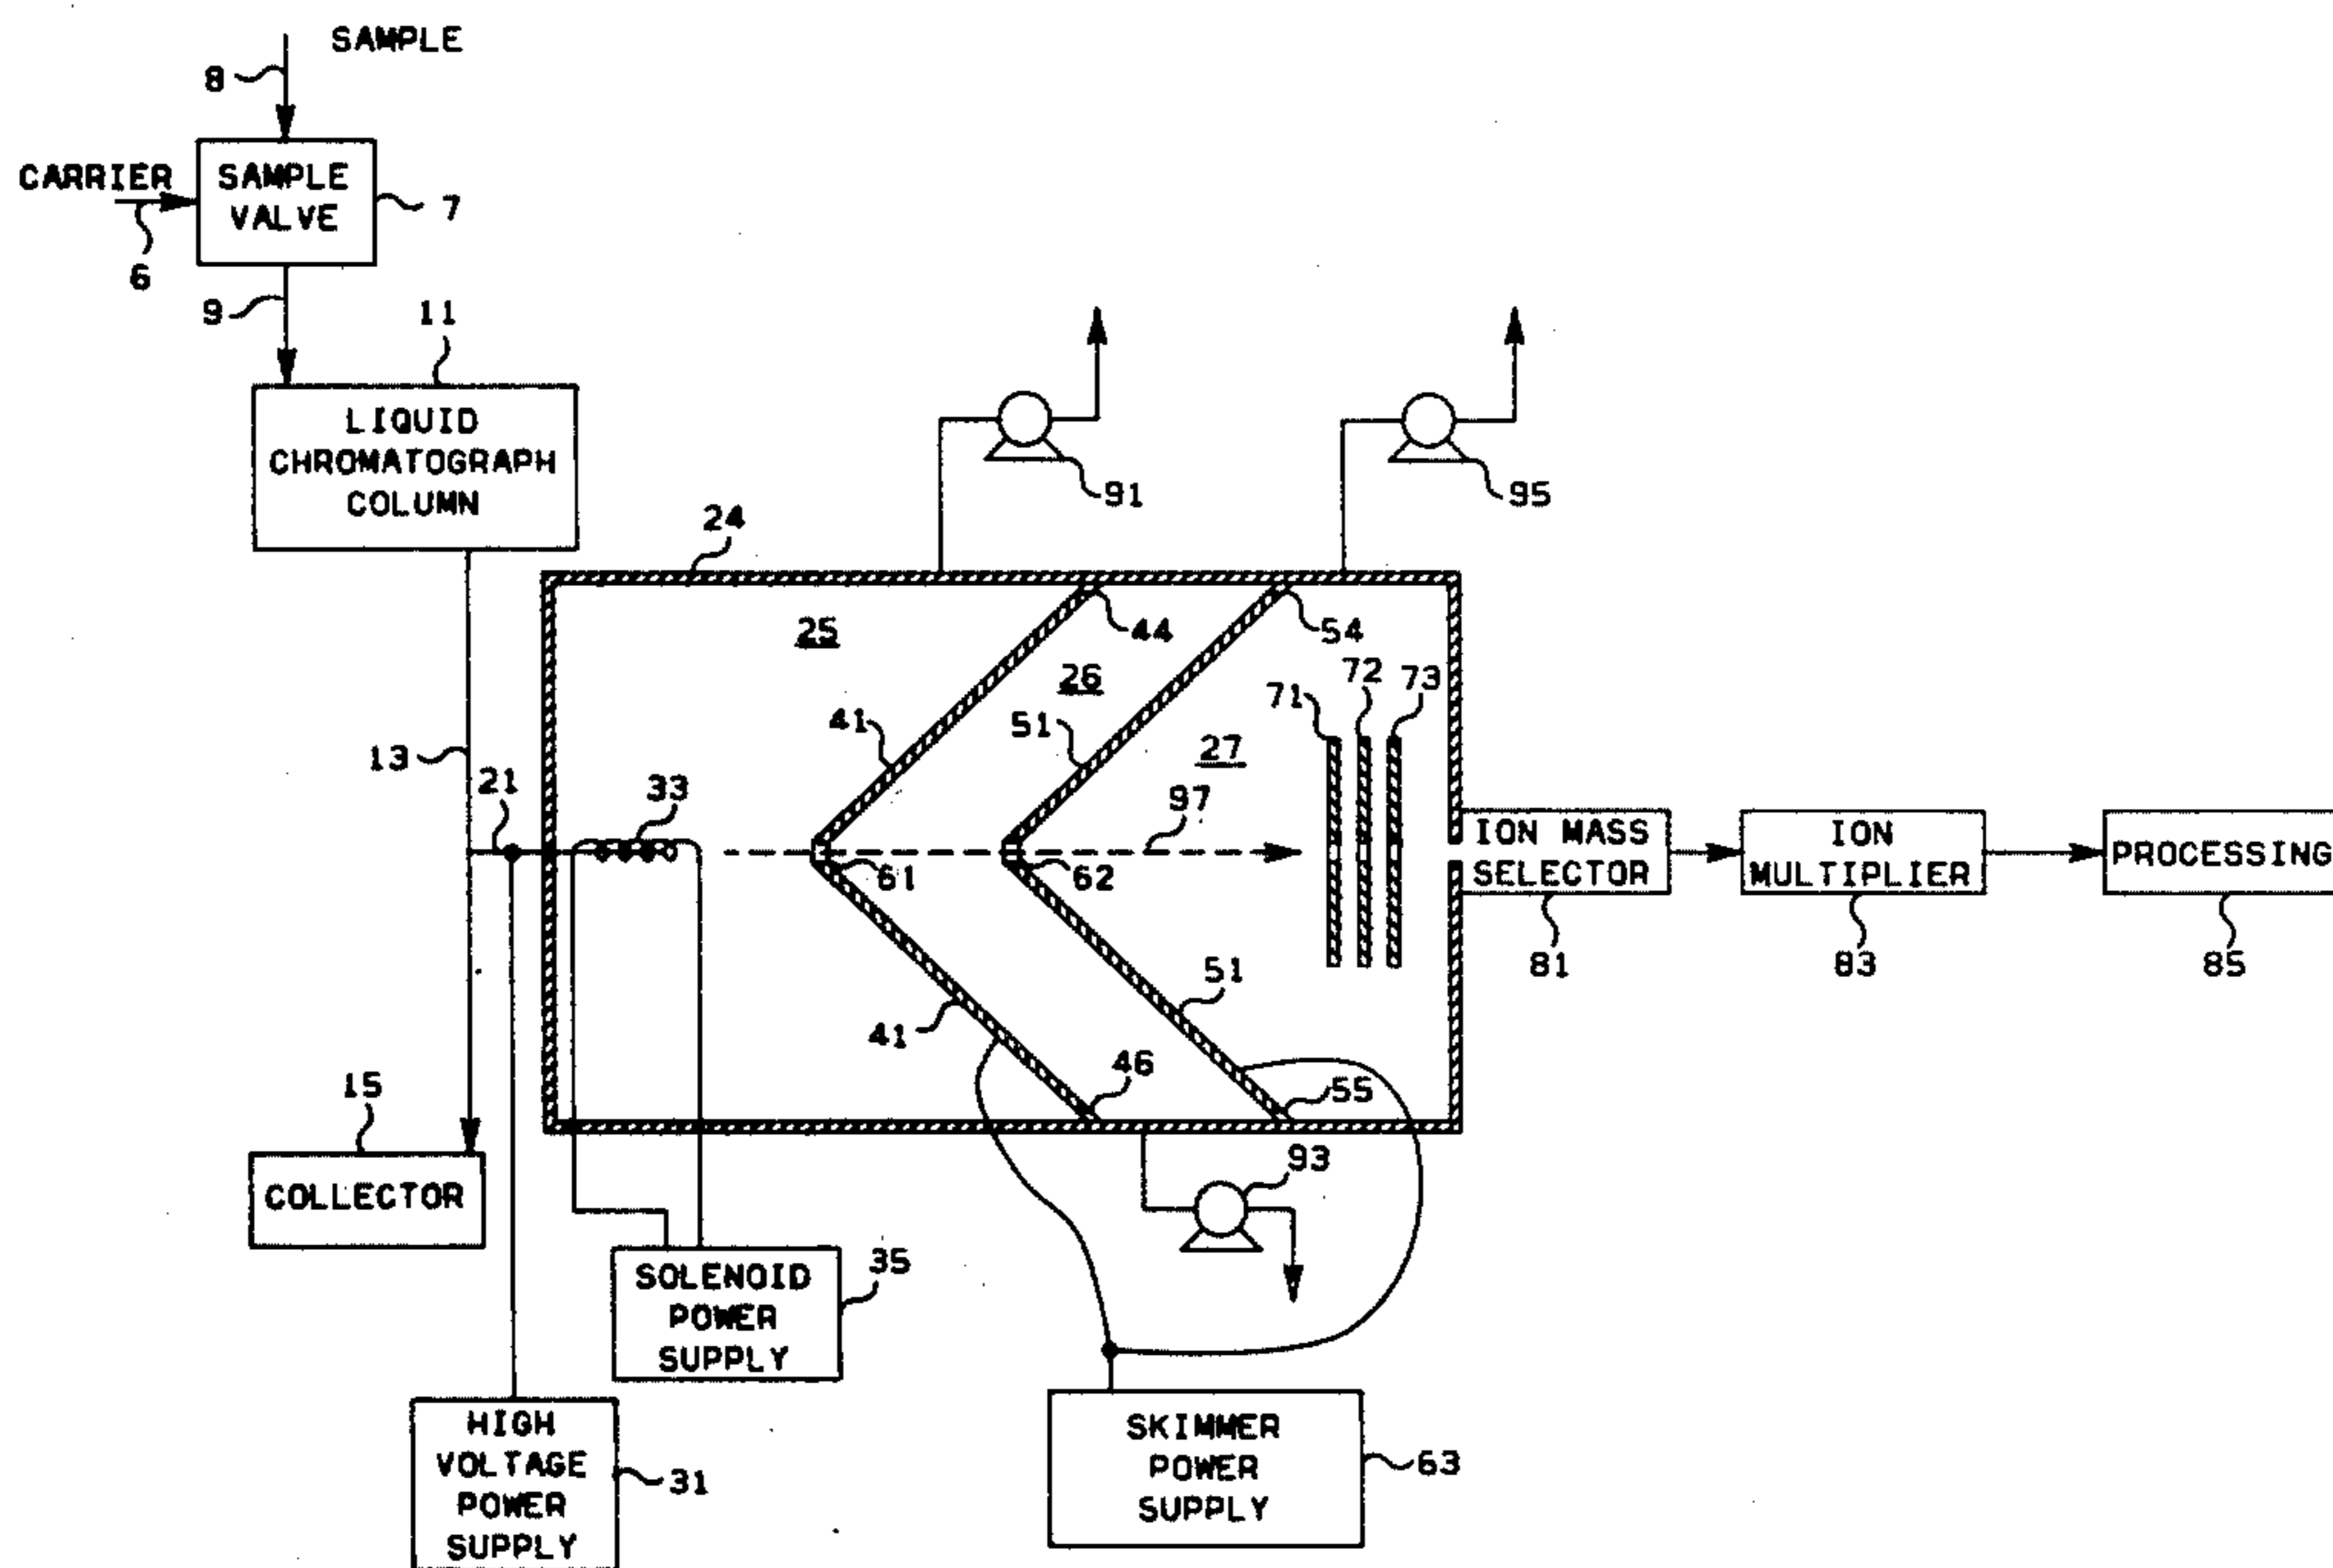 SAMPLE
8
CARRIER
SAMPLE
VALVE
7
6
9
11
LIQUID
CHROMATOGRAPH
COLUMN
91
95
24
25
44
54
26
72
73
71
41
51
27
13
21
33
97
61
62
ION MASS
SELECTOR
ION
MULTIPLIER
PROCESSING
81
83
85
51
41
46
55
15
93
COLLECTOR
SOLENOID
POWER
SUPPLY
35
HIGH
VOLTAGE
POWER
SUPPLY
31
SKIMMER
POWER
SUPPLY
63